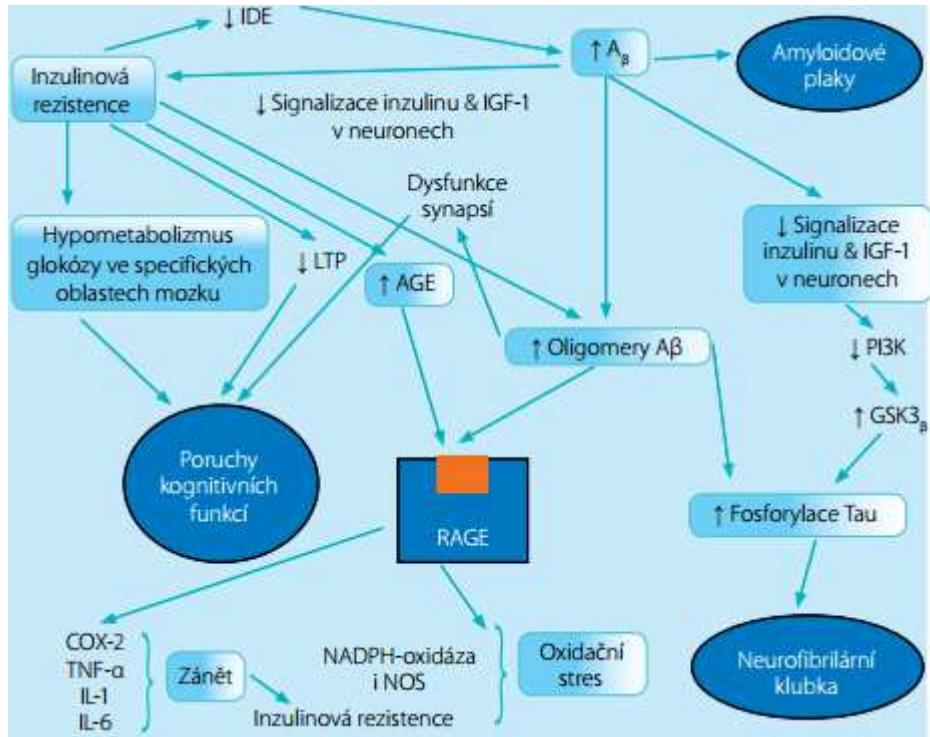 ↓ IDE
↑ Aβ
Amyloidové
plaky
Inzulinová
rezistence
↓ Signalizace inzulinu & IGF-1
v neuronech
Dysfunkce
synapsí
Hypometabolizmus
glokózy ve specifických
oblastech mozku
↓ LTP
↑ AGE
↓ Signalizace
inzulinu & IGF-1
v neuronech
↑ Oligomery Aβ
↓ PI3K
↑ GSK3β
Poruchy
kognitivních
funkcí
RAGE
↑ Fosforylace Tau
COX-2
TNF-α
IL-1
IL-6
Zánět
Inzulinová rezistence
NADPH-oxidáza
i NOS
Oxidační
stres
Neurofibrilární
klubka